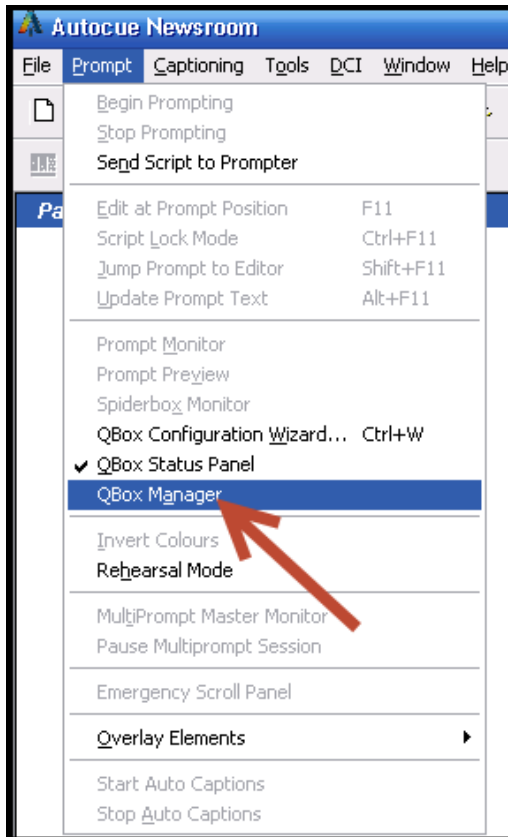 Autocue Newsroom
File Prompt Captioning Tools DCI Window Help
Begin Prompting
Stop Prompting
Send Script to Prompter
Pa
Edit at Prompt Position F11
Script Lock Mode Ctrl+F11
Jump Prompt to Editor Shift+F11
Update Prompt Text Alt+F11
Prompt Monitor
Prompt Preview
Spiderbox Monitor
QBox Configuration Wizard... Ctrl+W
QBox Status Panel
QBox Manager
Invert Colours
Rehearsal Mode
MultiPrompt Master Monitor
Pause Multiprompt Session
Emergency Scroll Panel
Overlay Elements
Start Auto Captions
Stop Auto Captions